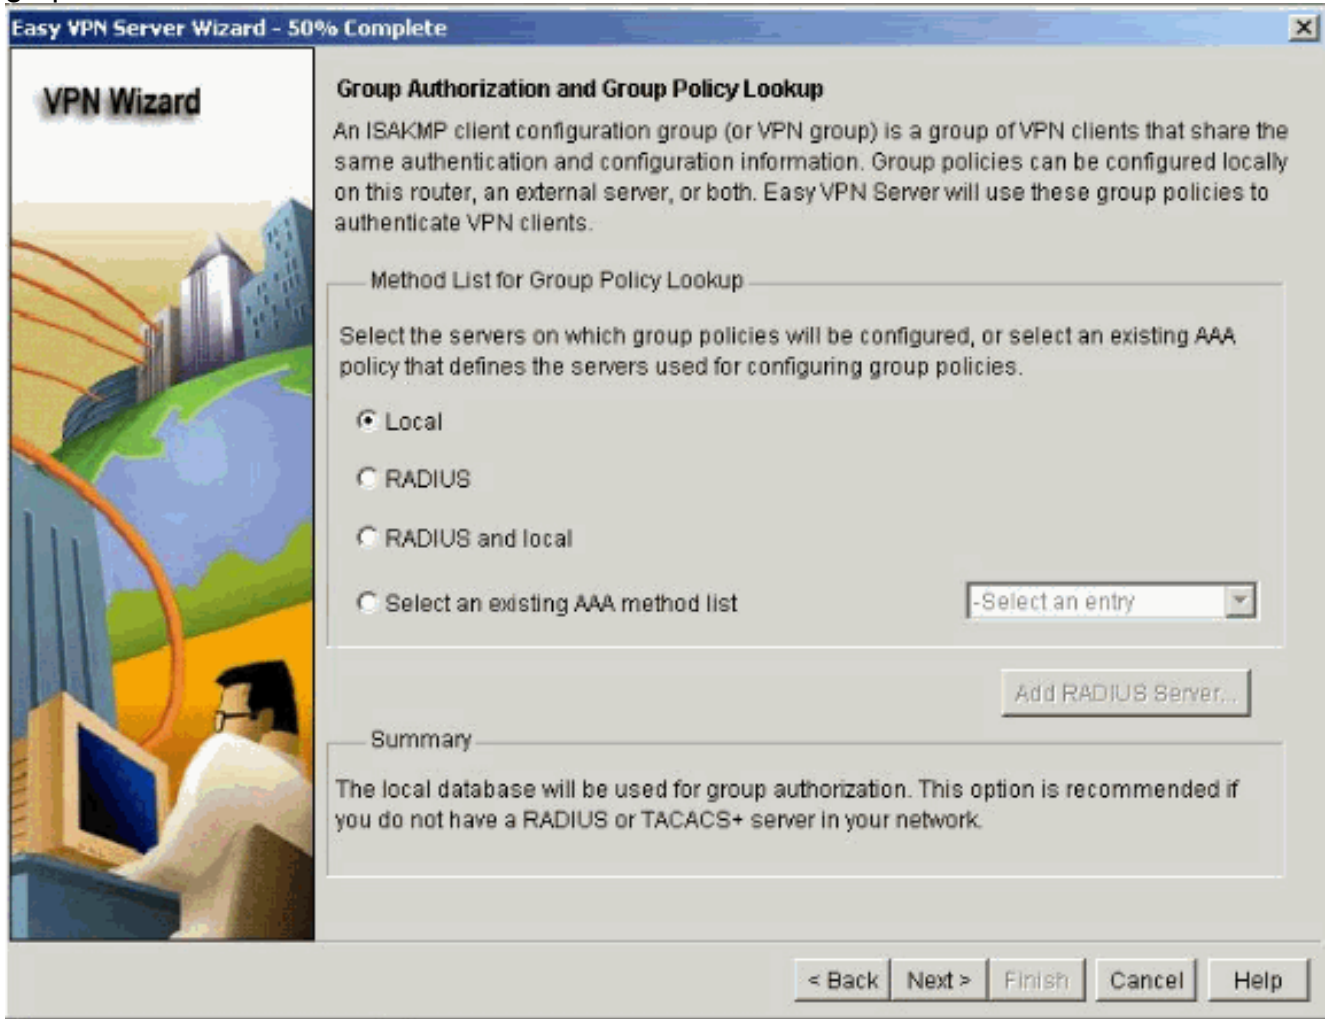 Easy VPN Server Wizard - 50% Complete
VPN Wizard
Group Authorization and Group Policy Lookup
An ISAKMP client configuration group (or VPN group) is a group of VPN clients that share the
same authentication and configuration information. Group policies can be configured locally
on this router, an external server, or both. Easy VPN Server will use these group policies to
authenticate VPN clients.
Method List for Group Policy Lookup
Select the servers on which group policies will be configured, or select an existing AAA
policy that defines the servers used for configuring group policies.
Local
RADIUS
RADIUS and local
Select an existing AAA method list
-Select an entry
Add RADIUS Server...
Summary
The local database will be used for group authorization. This option is recommended if
you do not have a RADIUS or TACACS+ server in your network.
< Back
Next >
Finish
Cancel
Help